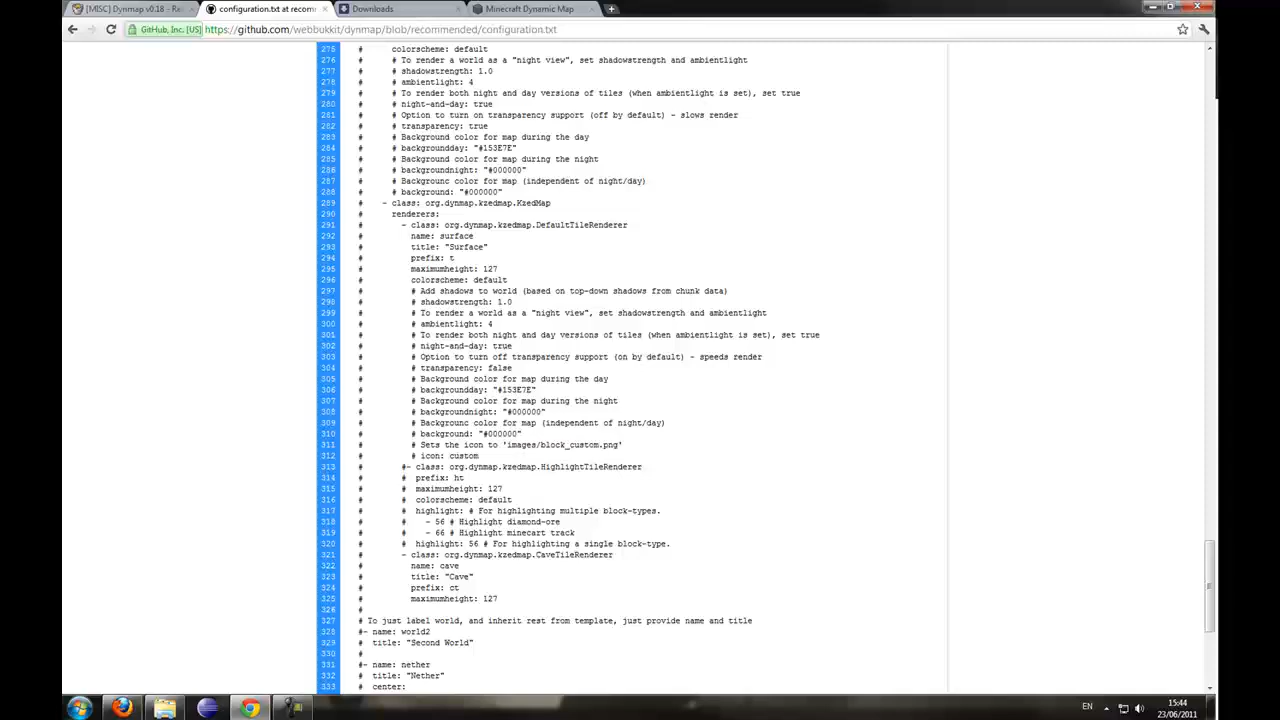 [MISC] Dynmap v0.18 - Re
configuration.txt at recom
Downloads
Minecraft Dynamic Map
GitHub, Inc. [US]
https://github.com/webbukkit/dynmap/blob/recommended/configuration.txt
275 # colorscheme: default
276 # # To render a world as a "night view", set shadowstrength and ambientlight
277 # # shadowstrength: 1.0
278 # # ambientlight: 4
279 # # To render both night and day versions of tiles (when ambientlight is set), set true
280 # # night-and-day: true
281 # # Option to turn on transparency support (off by default) - slows render
282 # # transparency: true
283 # # Background color for map during the day
284 # # backgroundday: "#153E7E"
285 # # Background color for map during the night
286 # # backgroundnight: "#000000"
287 # # Background color for map (independent of night/day)
288 # # background: "#000000"
289 # - class: org.dynmap.kzedmap.KzedMap
290 # renderers:
291 # - class: org.dynmap.kzedmap.DefaultTileRenderer
292 # name: surface
293 # title: "Surface"
294 # prefix: t
295 # maximumheight: 127
296 # colorscheme: default
297 # # Add shadows to world (based on top-down shadows from chunk data)
298 # # shadowstrength: 1.0
299 # # To render a world as a "night view", set shadowstrength and ambientlight
300 # # ambientlight: 4
301 # # To render both night and day versions of tiles (when ambientlight is set), set true
302 # # night-and-day: true
303 # # Option to turn off transparency support (on by default) - speeds render
304 # # transparency: false
305 # # Background color for map during the day
306 # # backgroundday: "#153E7E"
307 # # Background color for map during the night
308 # # backgroundnight: "#000000"
309 # # Background color for map (independent of night/day)
310 # # background: "#000000"
311 # # Sets the icon to 'images/block_custom.png'
312 # # icon: custom
313 # #- class: org.dynmap.kzedmap.HighlightTileRenderer
314 # # prefix: ht
315 # # maximumheight: 127
316 # # colorscheme: default
317 # # highlight: # For highlighting multiple block-types.
318 # # - 56 # Highlight diamond-ore
319 # # - 66 # Highlight minecart track
320 # # highlight: 56 # For highlighting a single block-type.
321 # - class: org.dynmap.kzedmap.CaveTileRenderer
322 # name: cave
323 # title: "Cave"
324 # prefix: ct
325 # maximumheight: 127
326 #
327 # To just label world, and inherit rest from template, just provide name and title
328 #- name: world2
329 # title: "Second World"
330 #
331 #- name: nether
332 # title: "Nether"
333 # center:
EN
15:44
23/06/2011